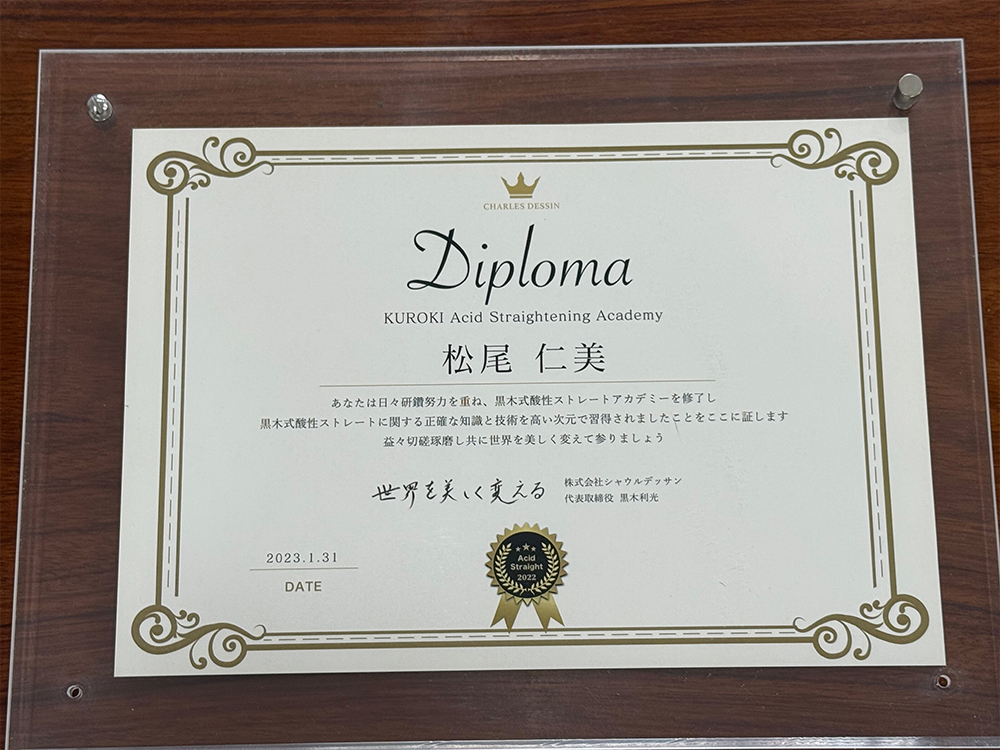 CHARLES DESSIN
Diploma
KUROKI Acid Straightening Academy
松尾 仁美
あなたは日々研鑽努力を重ね、黒木式酸性ストレートアカデミーを修了し
黒木式酸性ストレートに関する正確な知識と技術を高い次元で習得されましたことをここに証します
益々切磋琢磨し共に世界を美しく変えて参りましょう
世界を美しく変える
株式会社シャウルデッサン
代表取締役 黒木利光
2023.1.31
DATE
Acid
Straight
2022